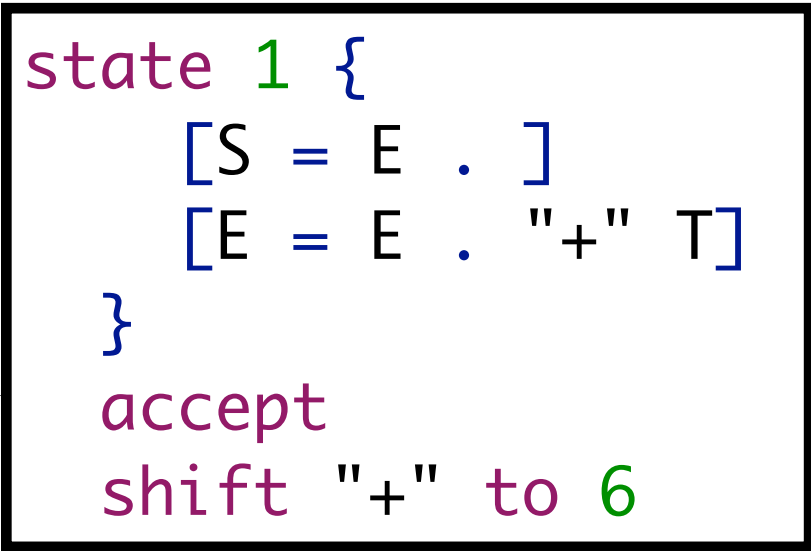 state 1 {
[S = E . ]
[E = E . "+" T]
}
accept
shift "+" to 6